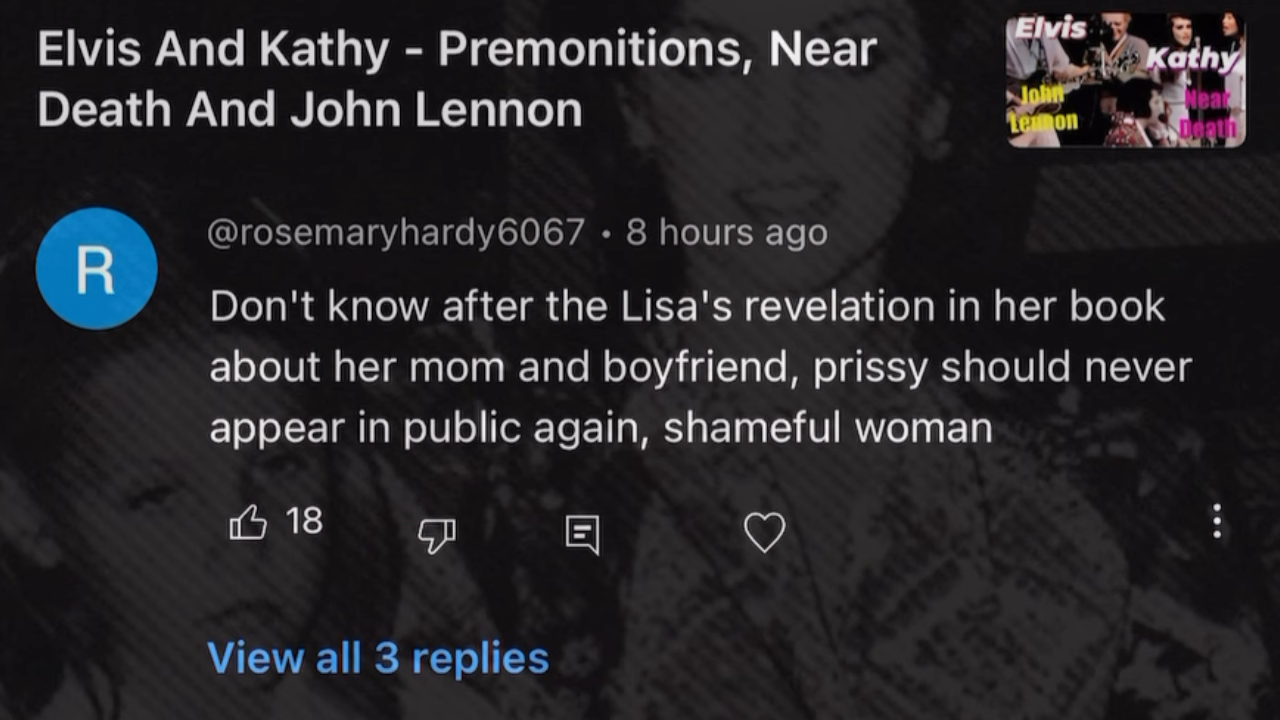 Elvis And Kathy - Premonitions, Near
Death And John Lennon
Elvis
Kathy
John
Lennon
Near
Death
R
@rosemaryhardy6067 • 8 hours ago
Don't know after the Lisa's revelation in her book
about her mom and boyfriend, prissy should never
appear in public again, shameful woman
18
View all 3 replies